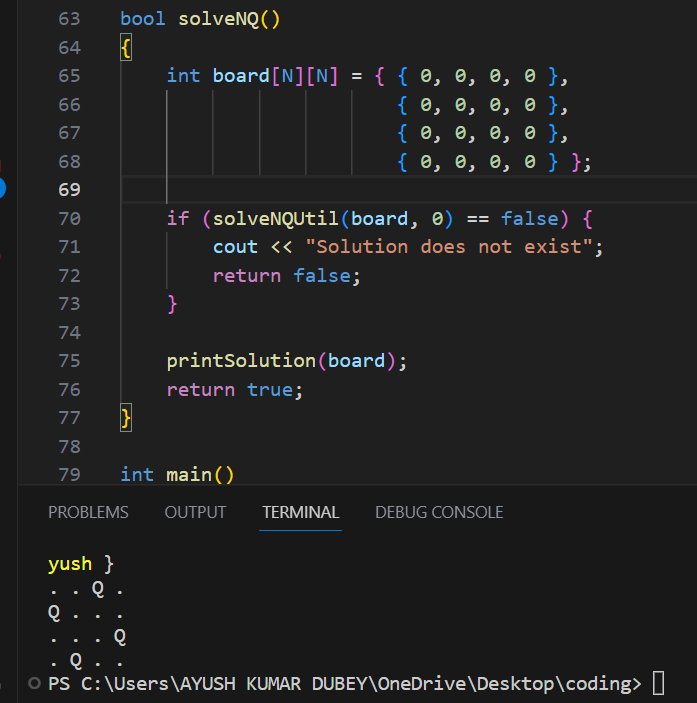 63 bool solveNQ()
64 {
65 int board[N][N] = { { 0, 0, 0, 0 },
66 { 0, 0, 0, 0 },
67 { 0, 0, 0, 0 },
68 { 0, 0, 0, 0 } };
69
70 if (solveNQUtil(board, 0) == false) {
71 cout << "Solution does not exist";
72 return false;
73 }
74
75 printSolution(board);
76 return true;
77 }
78
79 int main()
PROBLEMS OUTPUT TERMINAL DEBUG CONSOLE
yush }
. . Q .
Q . . .
. . . Q
. Q . .
PS C:\Users\AYUSH KUMAR DUBEY\OneDrive\Desktop\coding>